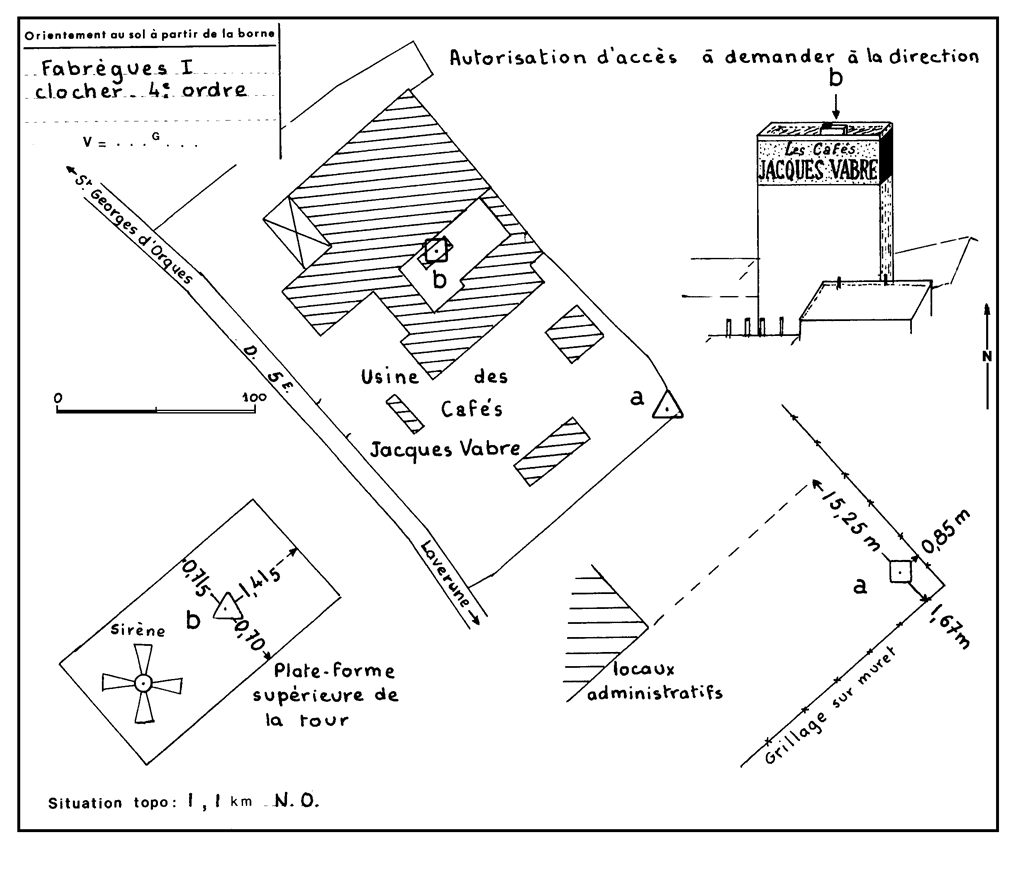 Orientement au sol à partir de la borne
Fabrègues I
clocher. 4e ordre
V = . . . G . . .
Autorisation d'accès à demander à la direction
b
Les Cafés
JACQUES VABRE
St Georges d'Orques
b
D. 5E.
0 100
Usine des
Cafés
Jacques Vabre
a
N
Laverune
15,25 m
0,85 m
a
1,67m
locaux
administratifs
Grillage sur muret
0,715
1,415
b
0,70
Sirène
Plate-forme
supérieure de
la tour
Situation topo: 1,1 km N.O.